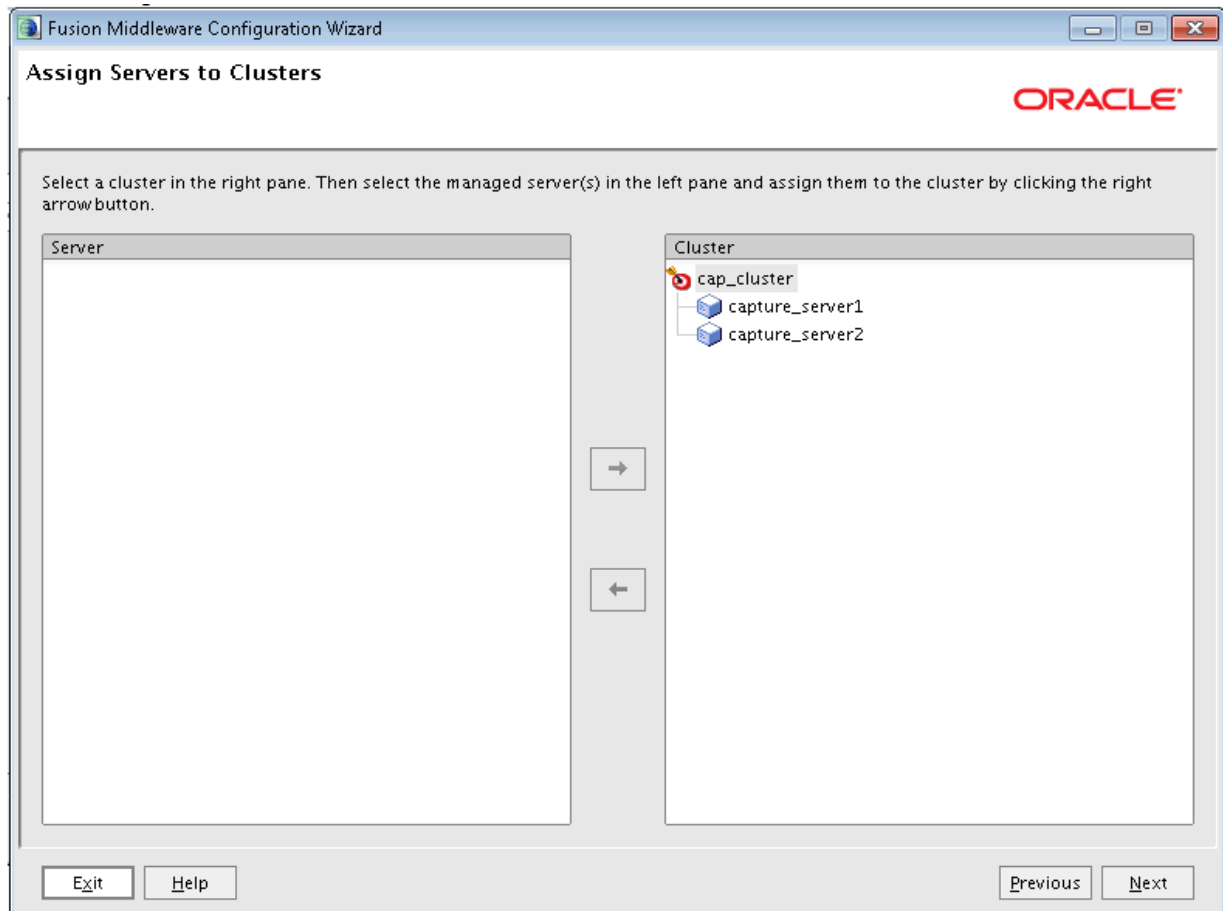 Fusion Middleware Configuration Wizard
Assign Servers to Clusters
ORACLE
Select a cluster in the right pane. Then select the managed server(s) in the left pane and assign them to the cluster by clicking the right
arrow button.
Server
Cluster
cap_cluster
capture_server1
capture_server2
Exit
Help
Previous
Next